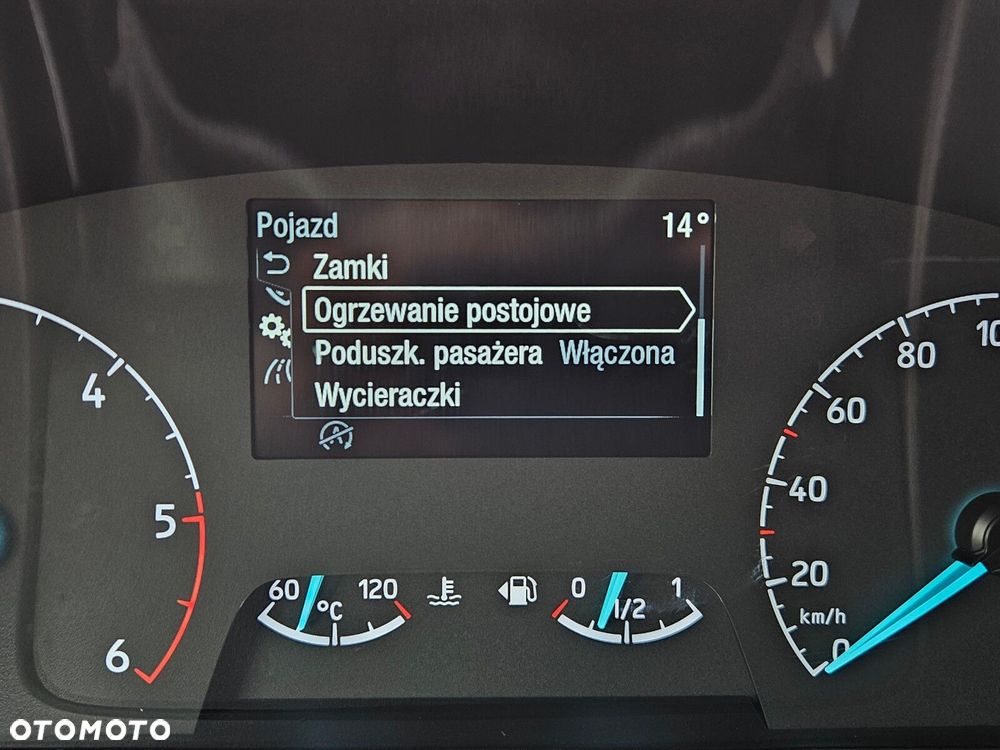 Pojazd 14°
Zamki
Ogrzewanie postojowe
Poduszk. pasażera Włączona
Wycieraczki
4
5
6
60 °C 120
0 1/2 1
10
80
60
40
20
km/h
0
OTOMOTO